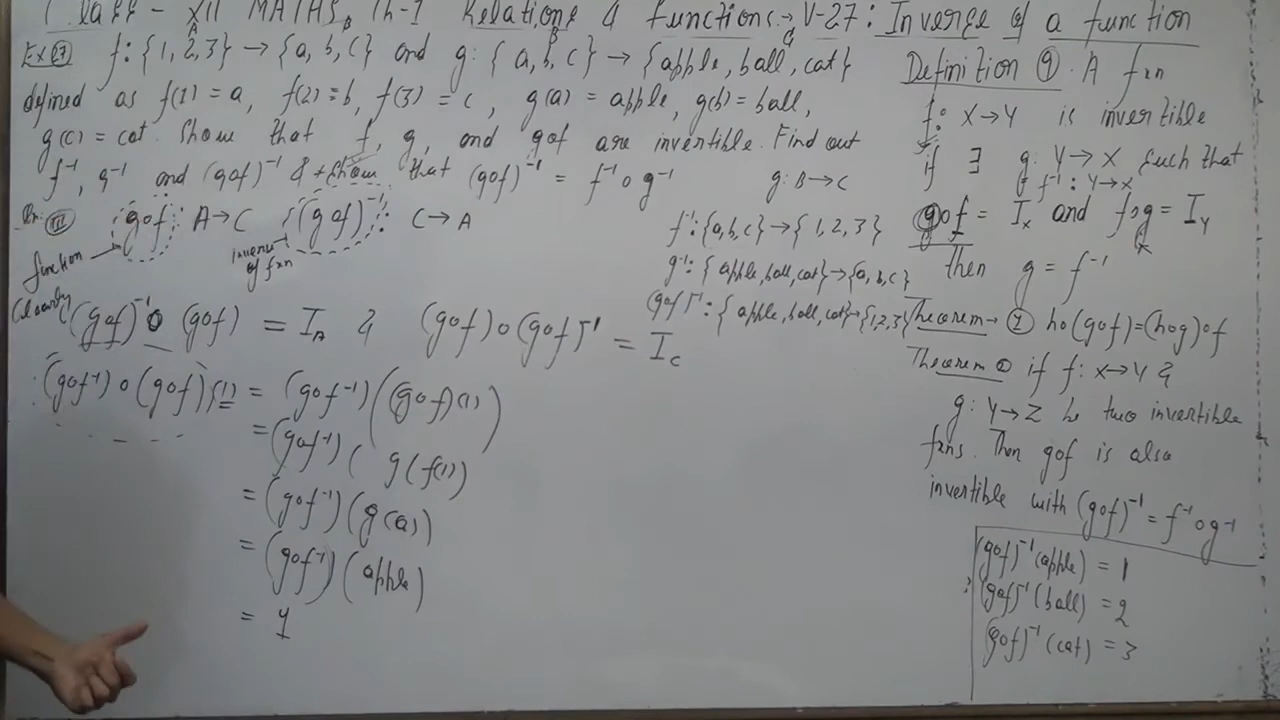 Class - XII MATHS, Ch-1 Relations & functions → V-27: Inverse of a function
Ex 27 f: {1,2,3} → {a, b, c} and g: {a, b, c} → {apple, ball, cat}
defined as f(1) = a, f(2) = b, f(3) = c, g(a) = apple, g(b) = ball,
g(c) = cat. Show that f, g, and gof are invertible. Find out
f⁻¹, g⁻¹ and (gof)⁻¹ & show that (gof)⁻¹ = f⁻¹ o g⁻¹
g: B → C
III gof: A → C (gof)⁻¹: C → A
function
inverse of fxn
f⁻¹: {a, b, c} → {1, 2, 3}
g⁻¹: {apple, ball, cat} → {a, b, c}
(gof)⁻¹: {apple, ball, cat} → {1,2,3}
Clearly (gof)⁻¹ o (gof) = I_A & (gof) o (gof)⁻¹ = I_C
(gof⁻¹) o (gof)(1) = (gof⁻¹)((gof)(1))
= (gof⁻¹)( g(f(1))
= (gof⁻¹)(g(a))
= (gof⁻¹)(apple)
= 1
Definition 9. A fxn
f: X → Y is invertible
if ∃ g: Y → X such that
f⁻¹: Y → X
gof = I_X and fog = I_Y
then g = f⁻¹
Theorem → 1 ho(gof) = (hog)of
Theorem 2 if f: X → Y &
g: Y → Z be two invertible
fxns. Then gof is also
invertible with (gof)⁻¹ = f⁻¹og⁻¹
(gof)⁻¹(apple) = 1
(gof)⁻¹(ball) = 2
(gof)⁻¹(cat) = 3